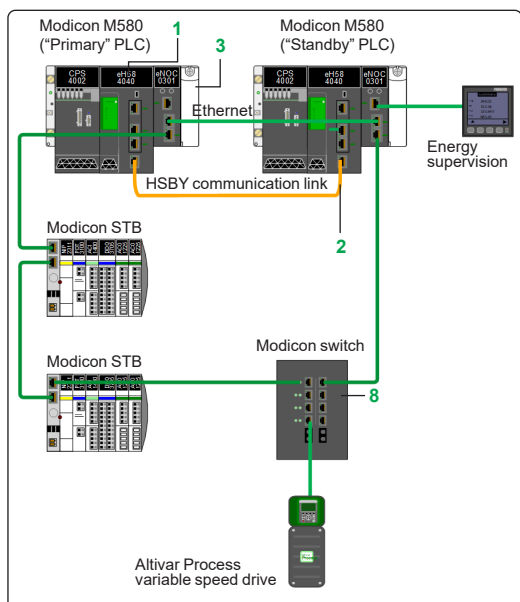 Modicon M580
("Primary" PLC)
1
3
Modicon M580
("Standby" PLC)
CPS
4002
eH58
4040
eNOC
0301
CPS
4002
eH58
4040
eNOC
0301
Ethernet
Energy
supervision
HSBY communication link
2
Modicon STB
Modicon STB
Modicon switch
8
Altivar Process
variable speed drive